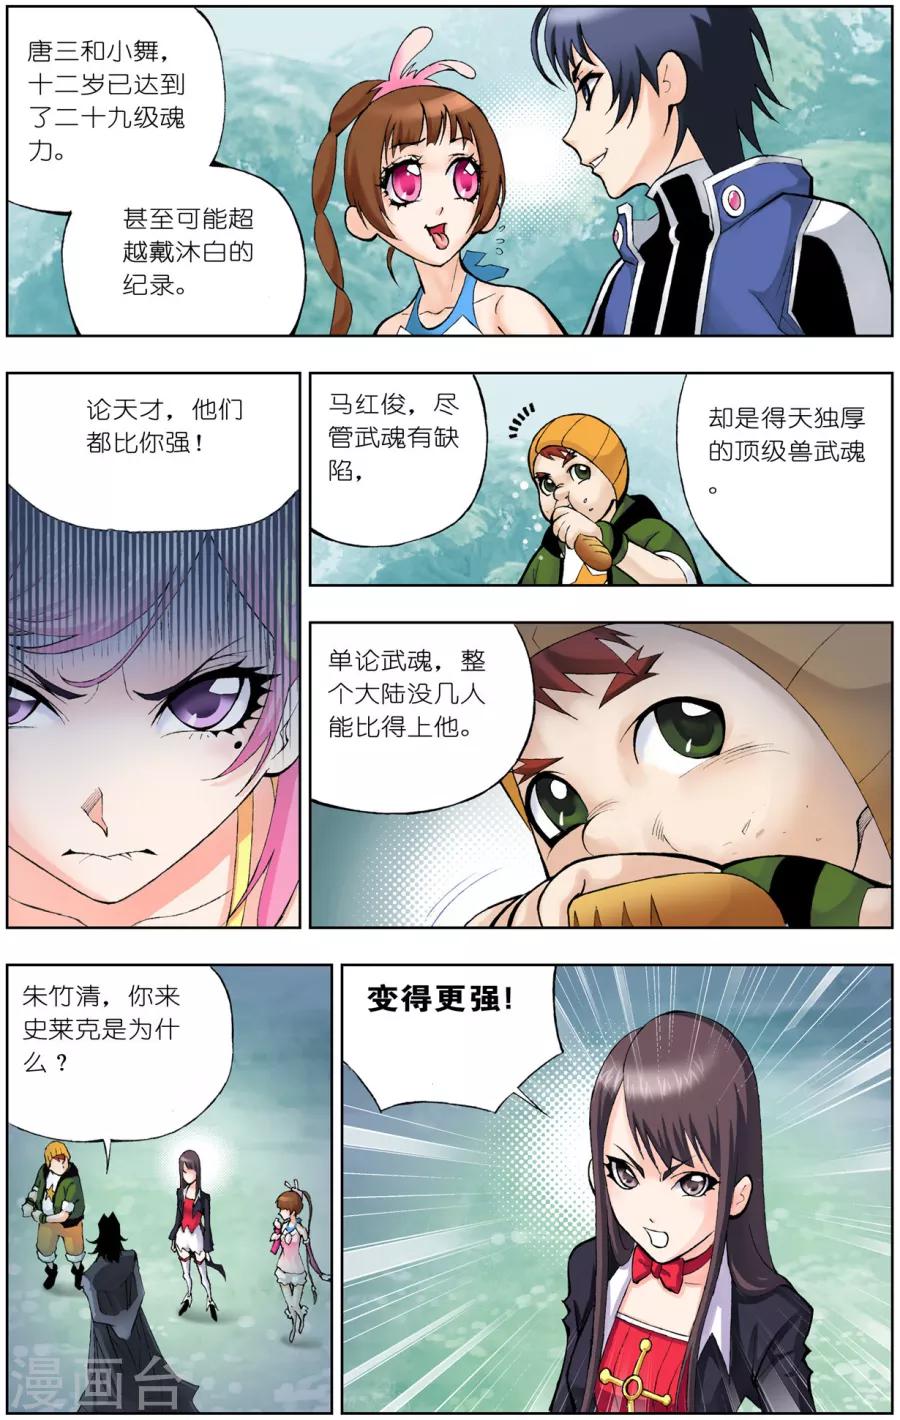 唐三和小舞，
十二岁已达到
了二十九级魂
力。
甚至可能超
越戴沐白的
纪录。
论天才，他们
都比你强！
马红俊，尽
管武魂有缺
陷，
却是得天独厚
的顶级兽武魂
。
单论武魂，整
个大陆没几人
能比得上他。
朱竹清，你来
史莱克是为什
么？
变得更强！
漫画台